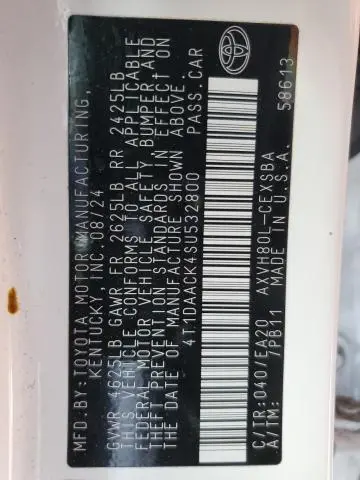 MFD.BY:TOYOTA MOTOR MANUFACTURING,
KENTUCKY, INC. 08/24
GVWR 4625LB GAWR FR 2625LB RR 2425LB
THIS VEHICLE CONFORMS TO ALL APPLICABLE
FEDERAL MOTOR VEHICLE SAFETY BUMPER,AND
THEFT PREVENTION STANDARDS IN EFFECT ON
THE DATE OF MANUFACTURE SHOWN ABOVE.
4T1DAACK4SU532800 PASS.CAR
C/TR:040/EA20 AXVH80L-CEXSBA
A/TM: /PB11 MADE IN U.S.A.
58613